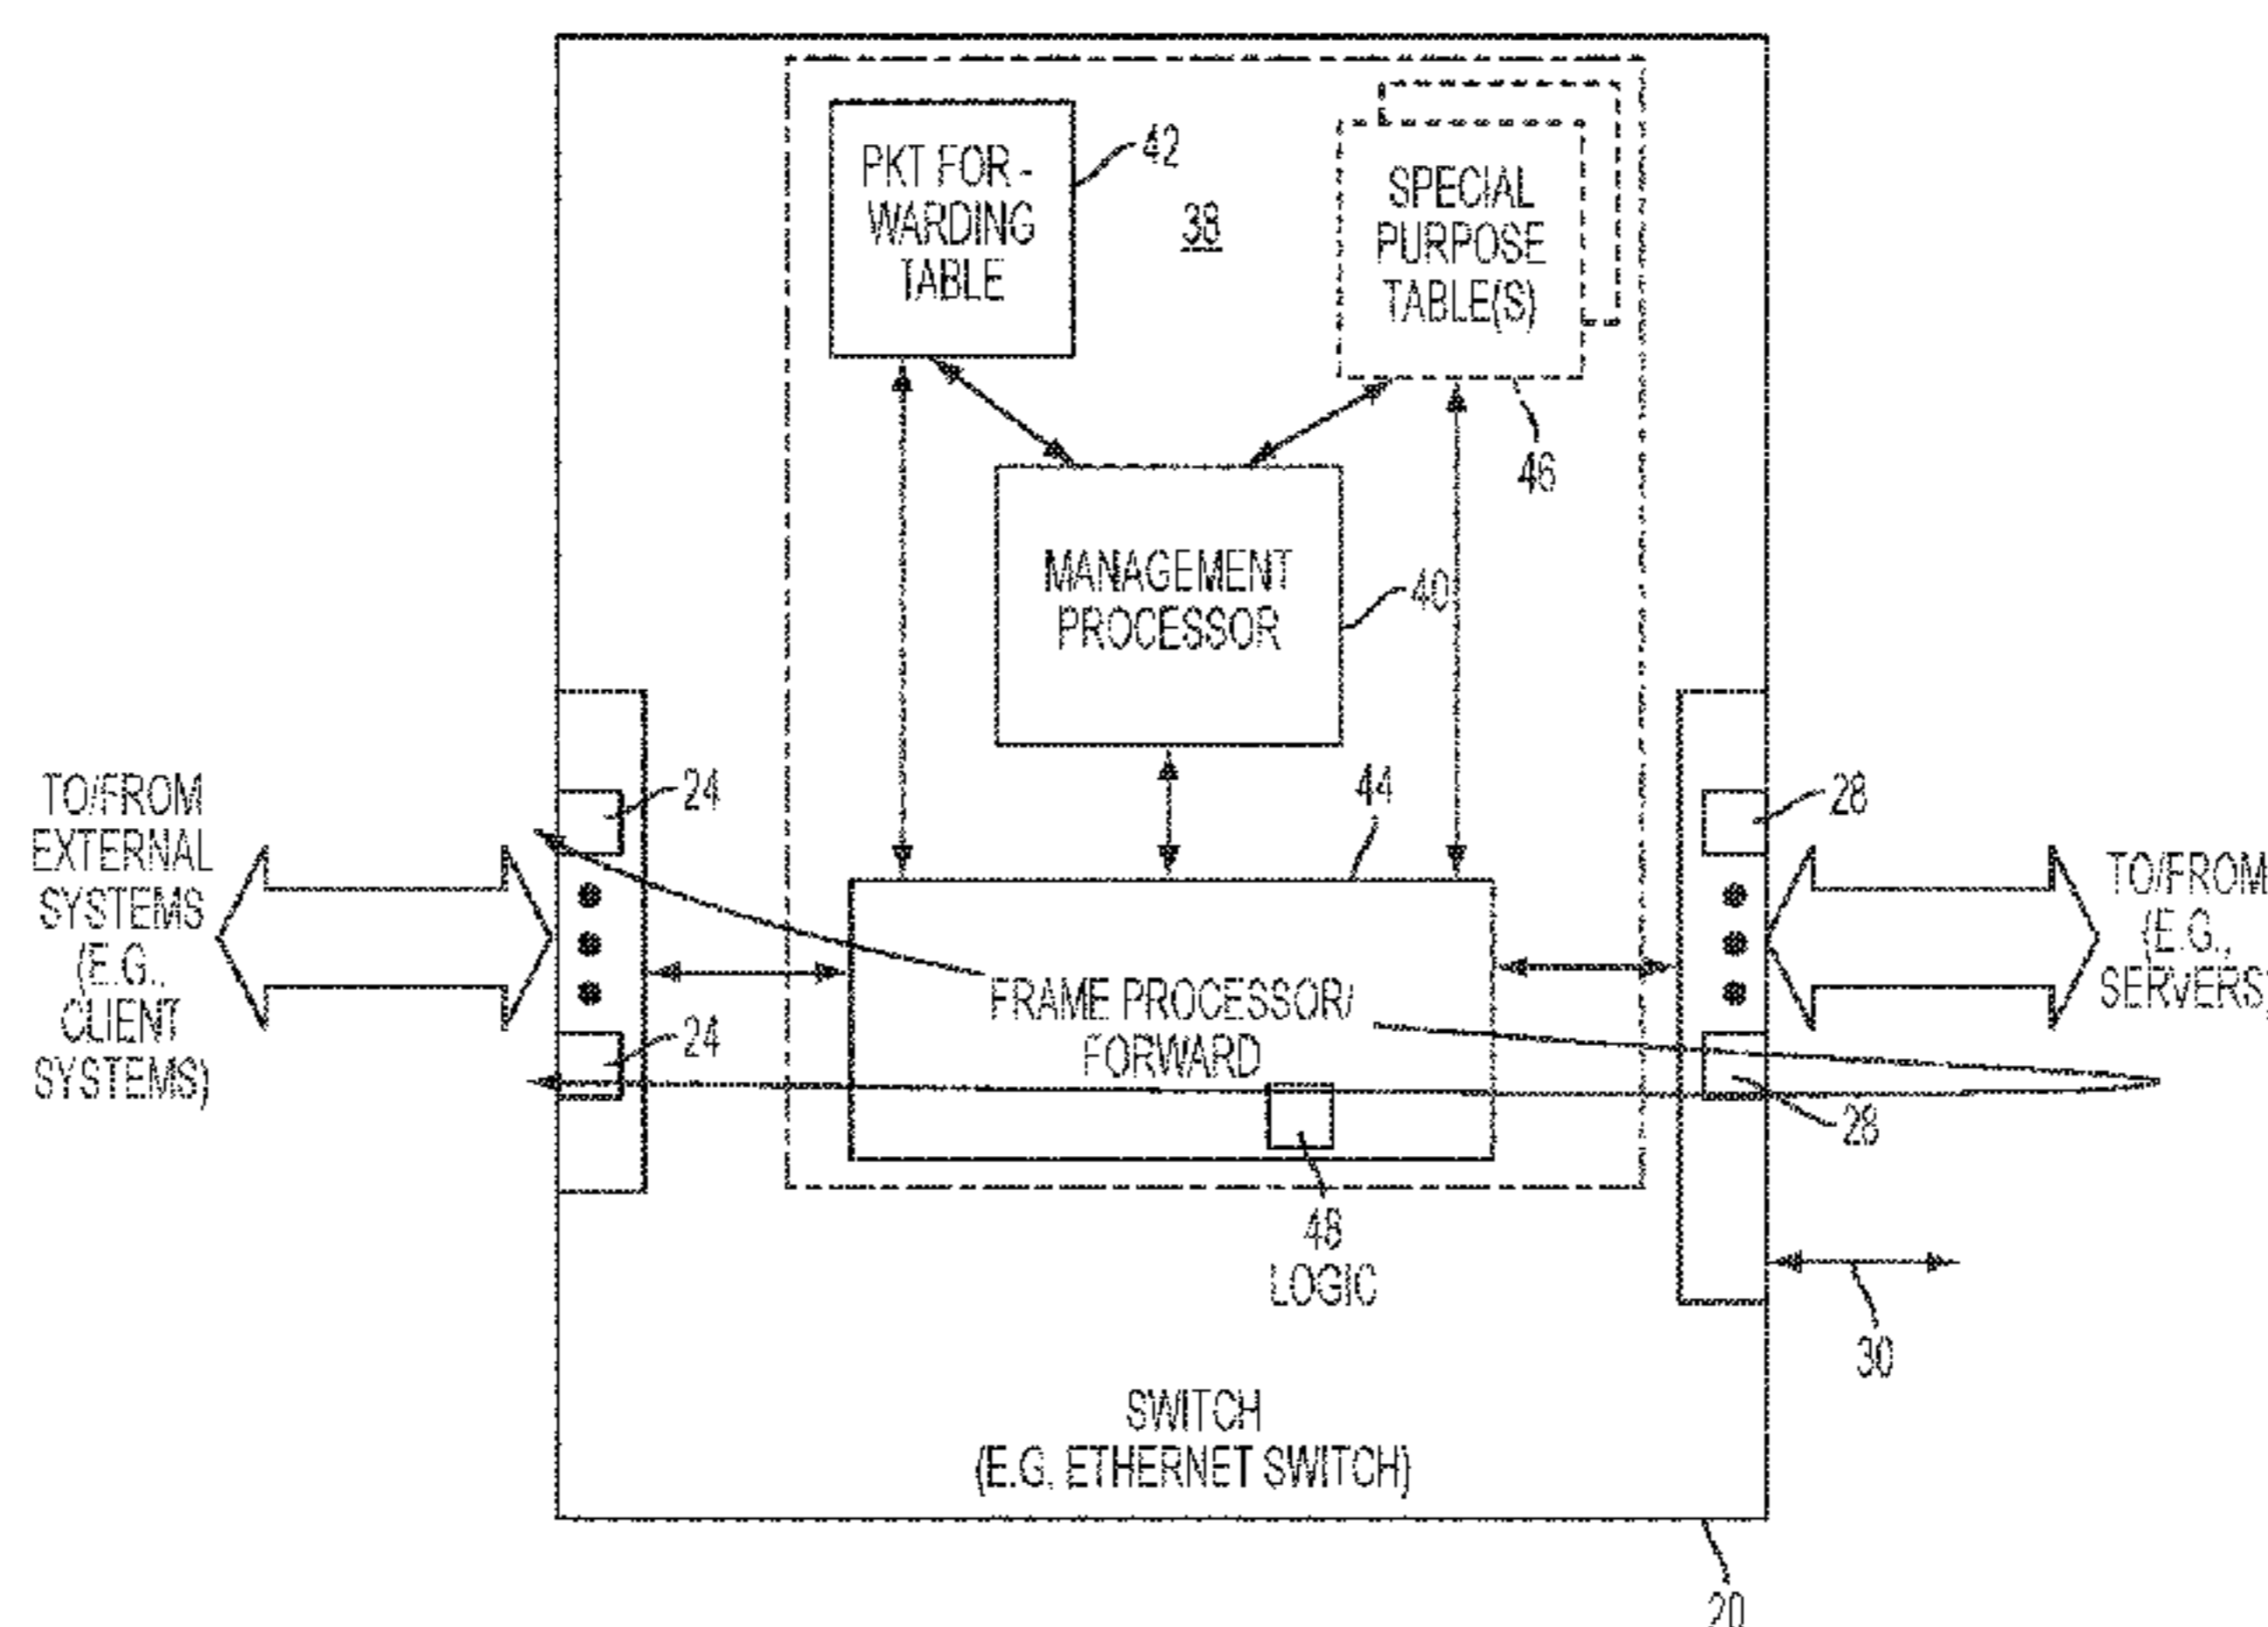 PKT FOR-
WARDING
TABLE
42
38
SPECIAL
PURPOSE
TABLE(S)
46
MANAGEMENT
PROCESSOR
40
TO/FROM
EXTERNAL
SYSTEMS
(E.G.,
CLIENT
SYSTEMS)
24
24
44
FRAME PROCESSOR/
FORWARD
28
28
TO/FROM
(E.G.,
SERVERS)
48
LOGIC
30
SWITCH
(E.G. ETHERNET SWITCH)
20